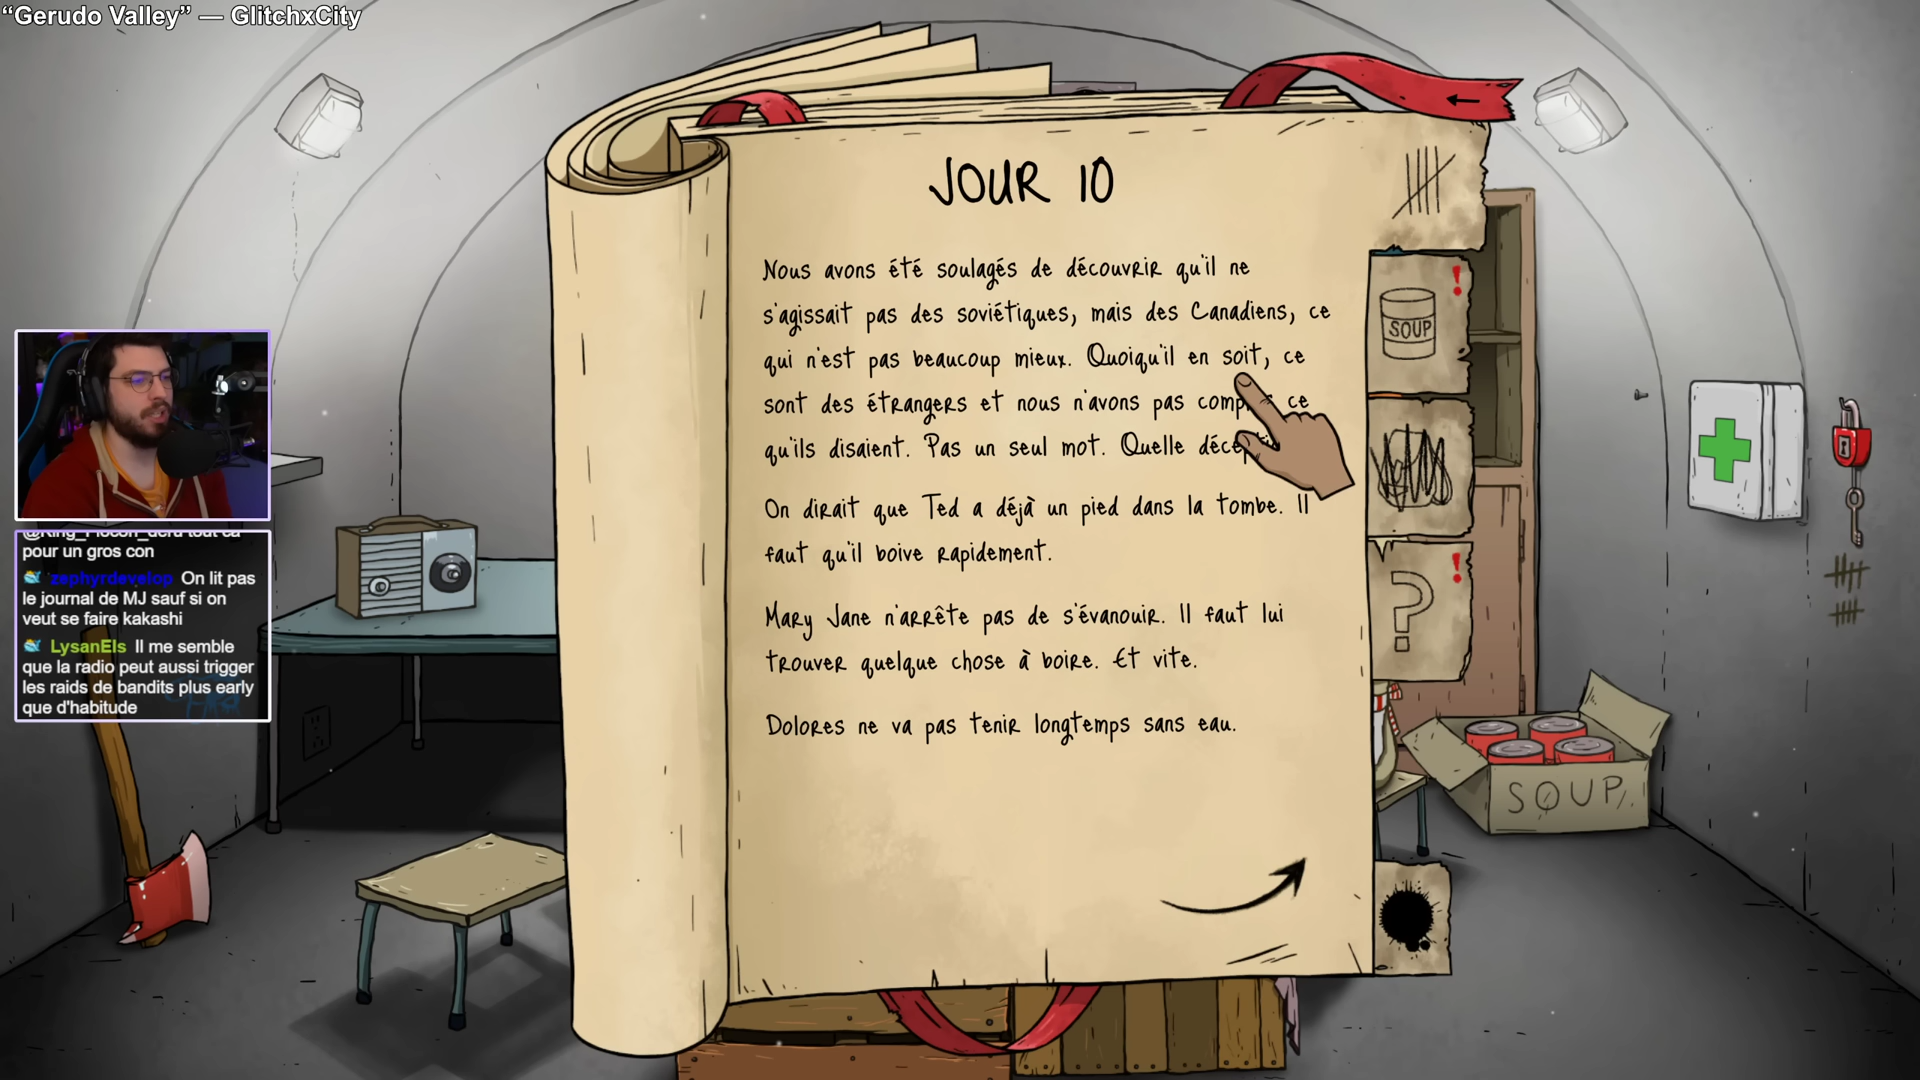 “Gerudo Valley” — GlitchxCity
JOUR 10
Nous avons été soulagés de découvrir qu'il ne
s'agissait pas des soviétiques, mais des Canadiens, ce
qui n'est pas beaucoup mieux. Quoiqu'il en soit, ce
sont des étrangers et nous n'avons pas ce
qu'ils disaient. Pas un seul mot. Quelle
On dirait que Ted a déjà un pied dans la tombe. Il
faut qu'il boive rapidement.
Mary Jane n'arrête pas de s'évanouir. Il faut lui
trouver quelque chose à boire. Et vite.
Dolores ne va pas tenir longtemps sans eau.
SOUP
!
?
!
SOUP
pour un gros con
zephyrdevelop On lit pas
le journal de MJ sauf si on
veut se faire kakashi
LysanEls Il me semble
que la radio peut aussi trigger
les raids de bandits plus early
que d'habitude